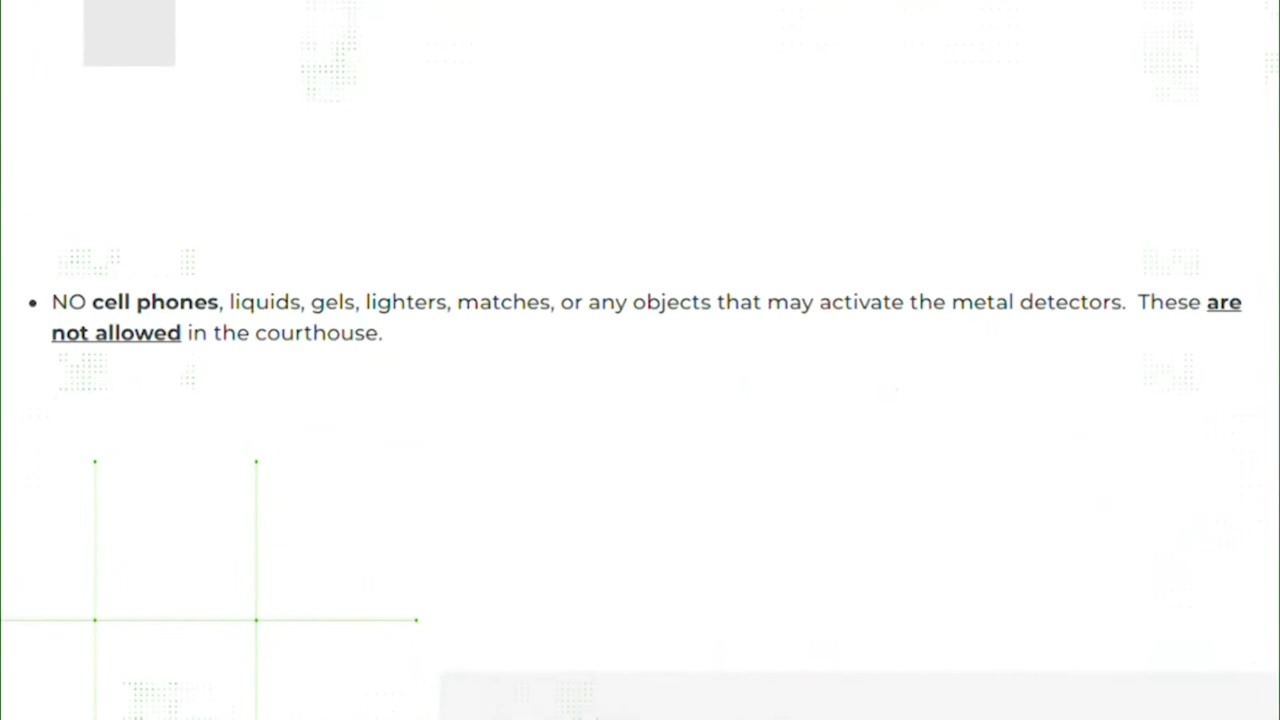 • NO cell phones, liquids, gels, lighters, matches, or any objects that may activate the metal detectors.  These are
not allowed in the courthouse.